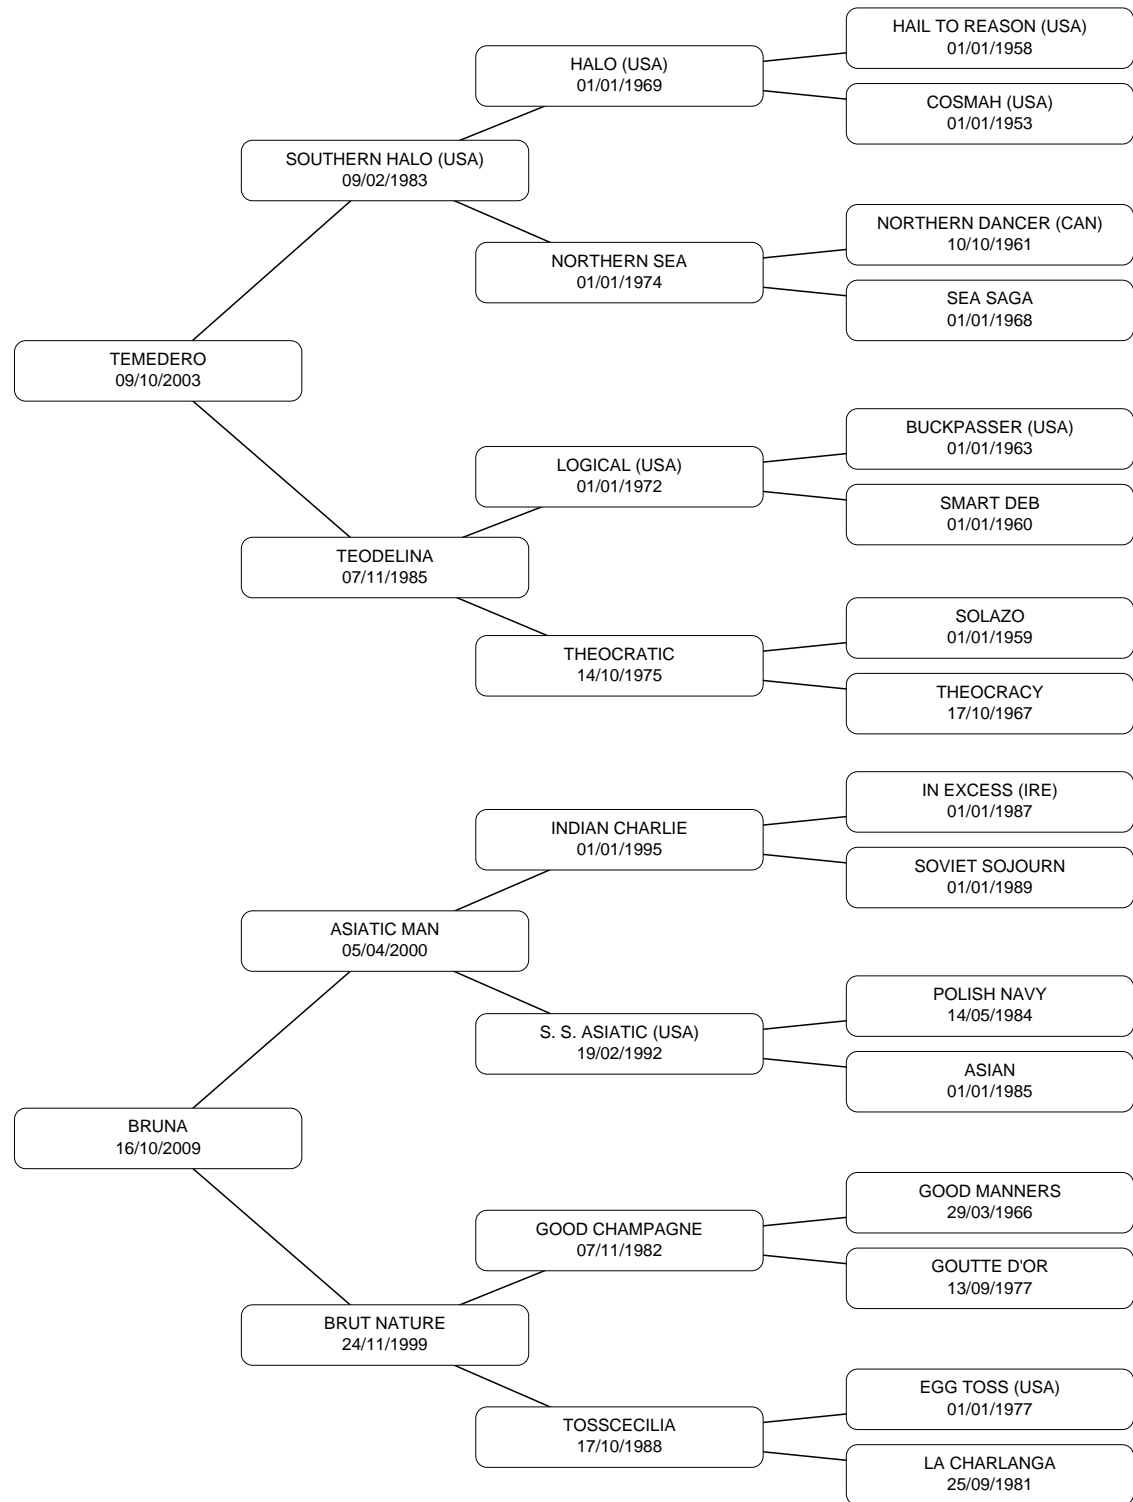 HAIL TO REASON (USA)
01/01/1958
HALO (USA)
01/01/1969
COSMAH (USA)
01/01/1953
SOUTHERN HALO (USA)
09/02/1983
NORTHERN DANCER (CAN)
10/10/1961
NORTHERN SEA
01/01/1974
SEA SAGA
01/01/1968
TEMEDERO
09/10/2003
BUCKPASSER (USA)
01/01/1963
LOGICAL (USA)
01/01/1972
SMART DEB
01/01/1960
TEODELINA
07/11/1985
SOLAZO
01/01/1959
THEOCRATIC
14/10/1975
THEOCRACY
17/10/1967
IN EXCESS (IRE)
01/01/1987
INDIAN CHARLIE
01/01/1995
SOVIET SOJOURN
01/01/1989
ASIATIC MAN
05/04/2000
POLISH NAVY
14/05/1984
S. S. ASIATIC (USA)
19/02/1992
ASIAN
01/01/1985
BRUNA
16/10/2009
GOOD MANNERS
29/03/1966
GOOD CHAMPAGNE
07/11/1982
GOUTTE D'OR
13/09/1977
BRUT NATURE
24/11/1999
EGG TOSS (USA)
01/01/1977
TOSSCECILIA
17/10/1988
LA CHARLANGA
25/09/1981